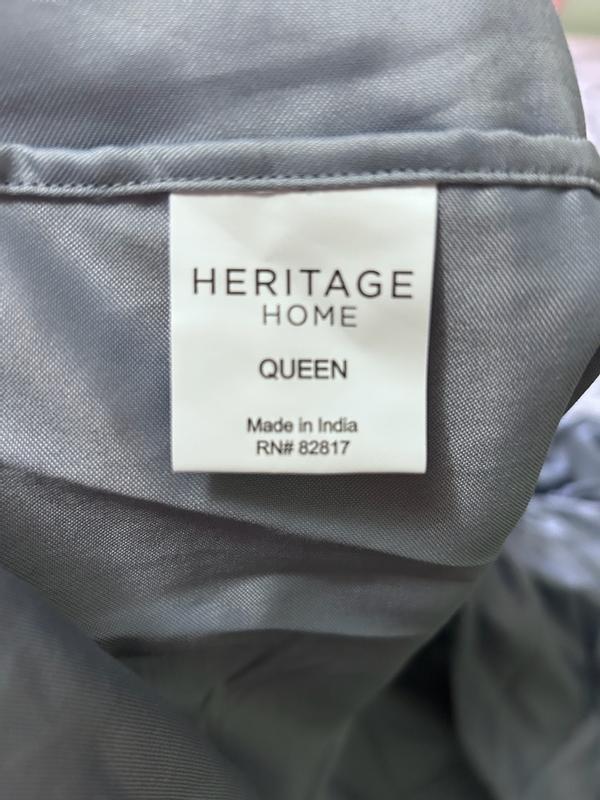 HERITAGE
HOME
QUEEN
Made in India
RN# 82817